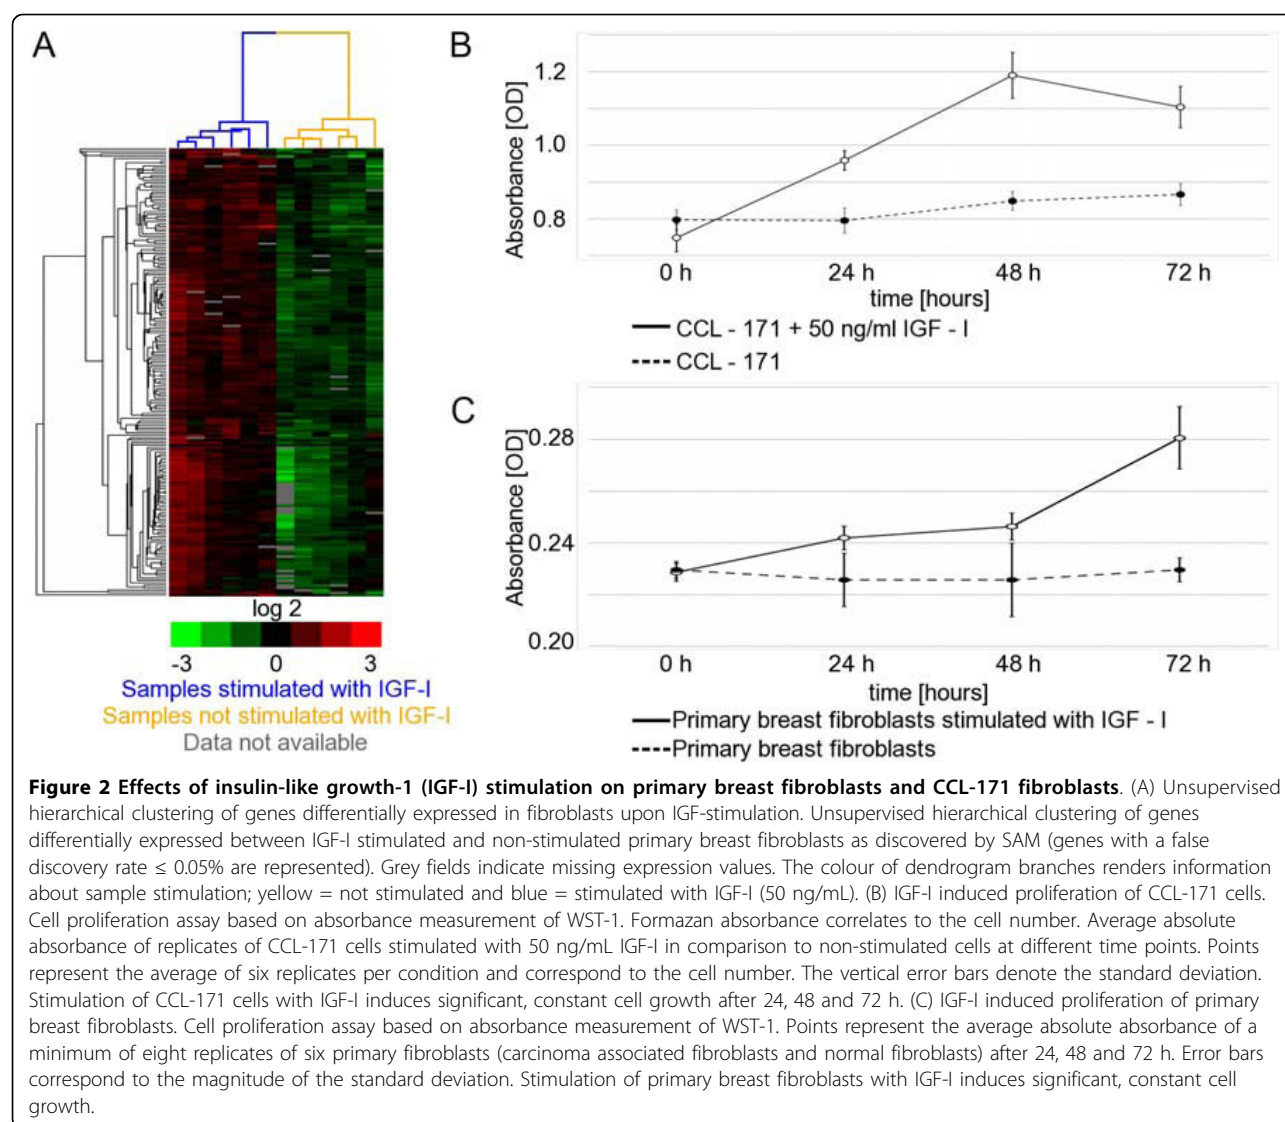 A
log 2
-3 0 3
Samples stimulated with IGF-I
Samples not stimulated with IGF-I
Data not available
B
Absorbance [OD]
1.2
1.0
0.8
0 h 24 h 48 h 72 h
time [hours]
CCL - 171 + 50 ng/ml IGF - I
CCL - 171
C
Absorbance [OD]
0.28
0.24
0.20
0 h 24 h 48 h 72 h
time [hours]
Primary breast fibroblasts stimulated with IGF - I
Primary breast fibroblasts
Figure 2 Effects of insulin-like growth-1 (IGF-I) stimulation on primary breast fibroblasts and CCL-171 fibroblasts. (A) Unsupervised
hierarchical clustering of genes differentially expressed in fibroblasts upon IGF-stimulation. Unsupervised hierarchical clustering of genes
differentially expressed between IGF-I stimulated and non-stimulated primary breast fibroblasts as discovered by SAM (genes with a false
discovery rate ≤ 0.05% are represented). Grey fields indicate missing expression values. The colour of dendrogram branches renders information
about sample stimulation; yellow = not stimulated and blue = stimulated with IGF-I (50 ng/mL). (B) IGF-I induced proliferation of CCL-171 cells.
Cell proliferation assay based on absorbance measurement of WST-1. Formazan absorbance correlates to the cell number. Average absolute
absorbance of replicates of CCL-171 cells stimulated with 50 ng/mL IGF-I in comparison to non-stimulated cells at different time points. Points
represent the average of six replicates per condition and correspond to the cell number. The vertical error bars denote the standard deviation.
Stimulation of CCL-171 cells with IGF-I induces significant, constant cell growth after 24, 48 and 72 h. (C) IGF-I induced proliferation of primary
breast fibroblasts. Cell proliferation assay based on absorbance measurement of WST-1. Points represent the average absolute absorbance of a
minimum of eight replicates of six primary fibroblasts (carcinoma associated fibroblasts and normal fibroblasts) after 24, 48 and 72 h. Error bars
correspond to the magnitude of the standard deviation. Stimulation of primary breast fibroblasts with IGF-I induces significant, constant cell
growth.